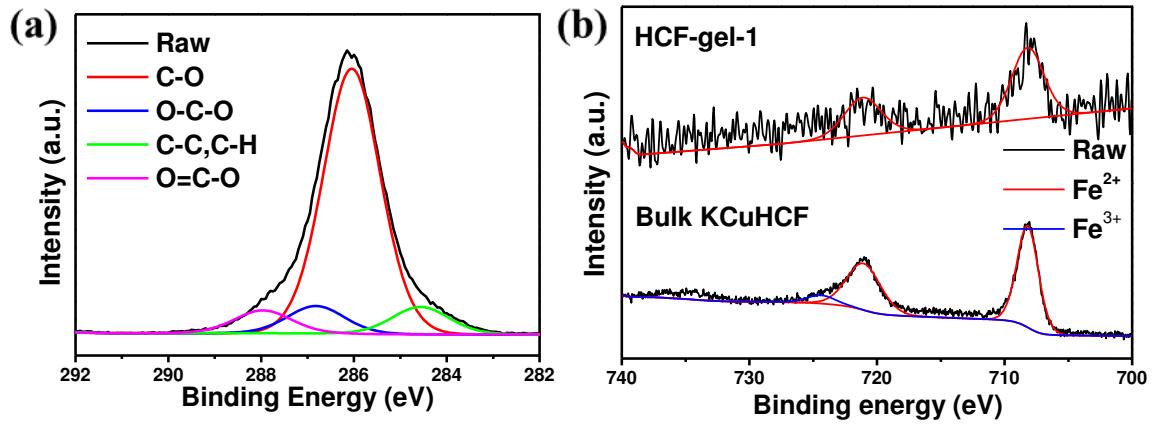 (a)
Raw
C-O
O-C-O
C-C,C-H
O=C-O
Intensity (a.u.)
292 290 288 286 284 282
Binding Energy (eV)
(b)
HCF-gel-1
Raw
Fe²⁺
Fe³⁺
Bulk KCuHCF
Intensity (a.u.)
740 730 720 710 700
Binding energy (eV)